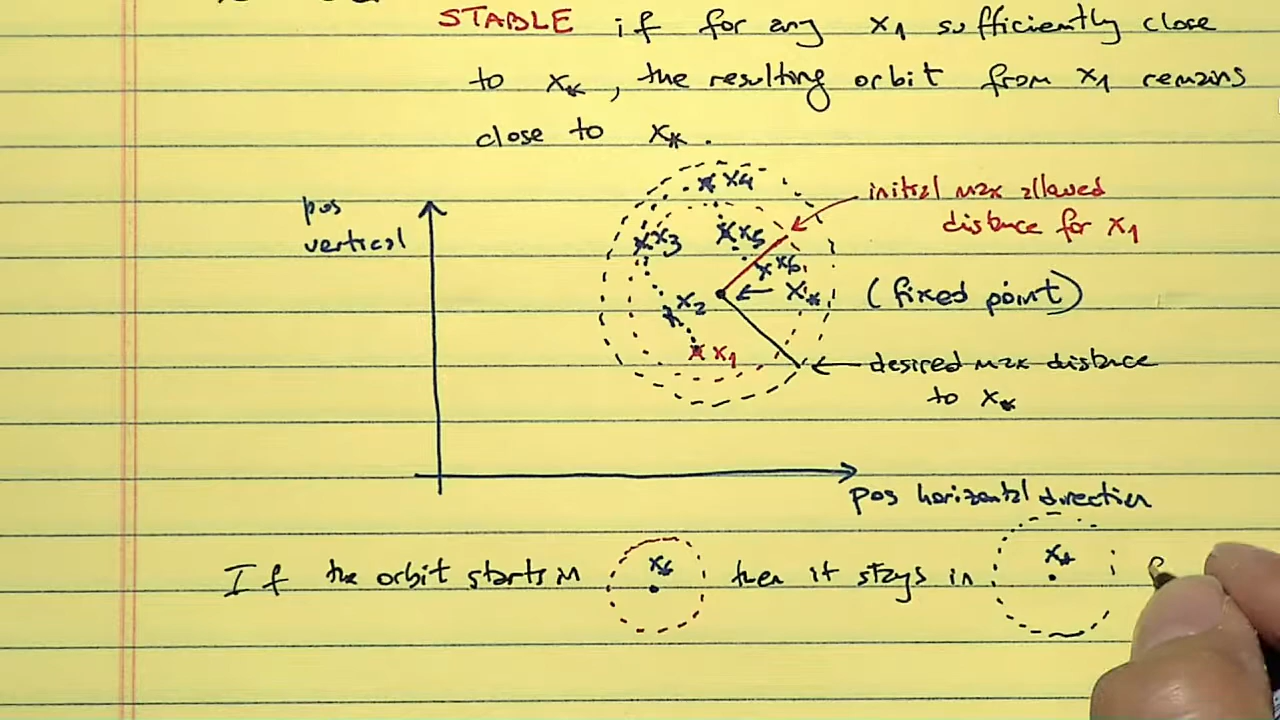 STABLE if for any x1 sufficiently close
to x*, the resulting orbit from x1 remains
close to x*.
pos
vertical
x4
x3
x5
x6
x2
x1
x*
initial max allowed
distance for x1
(fixed point)
desired max distance
to x*
pos horizontal direction
If the orbit starts in x* then it stays in x*